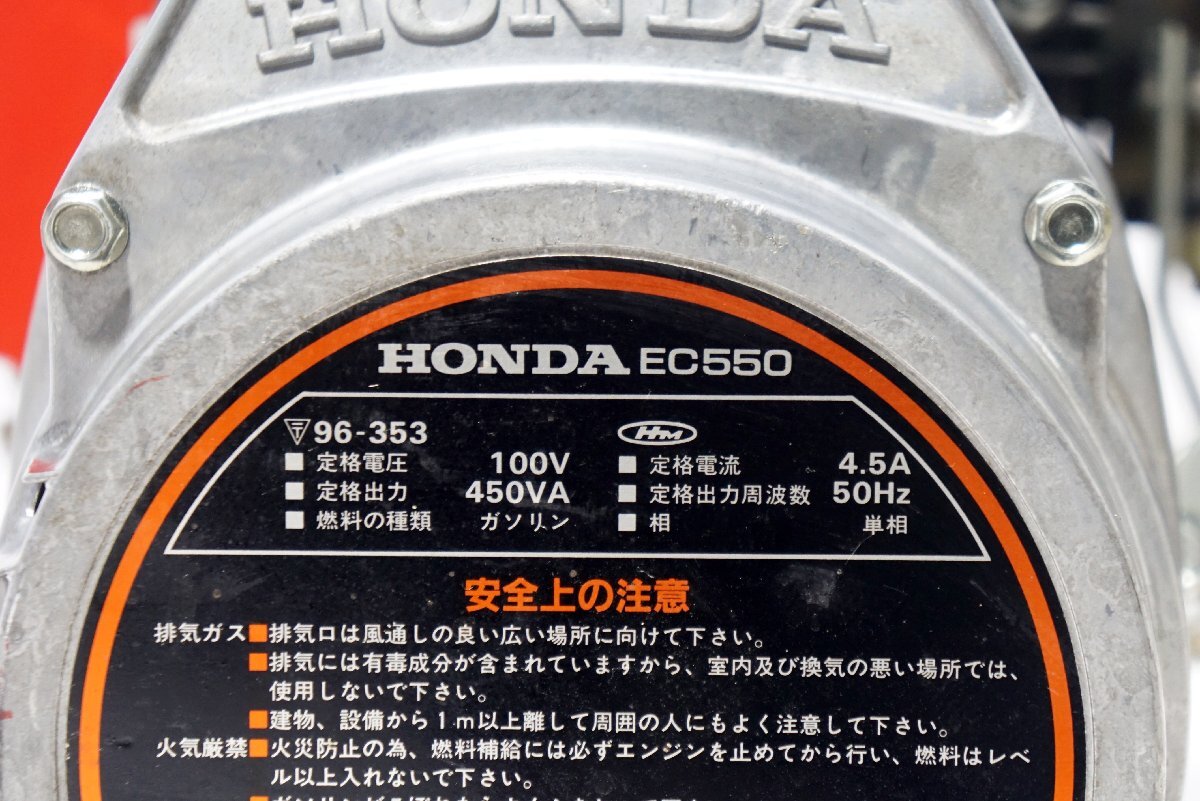 HONDA
HONDA EC550
〒96-353 HM
■ 定格電圧 100V ■ 定格電流 4.5A
■ 定格出力 450VA ■ 定格出力周波数 50Hz
■ 燃料の種類 ガソリン ■ 相 単相
安全上の注意
排気ガス■排気口は風通しの良い広い場所に向けて下さい。
■排気には有毒成分が含まれていますから、室内及び換気の悪い場所では、
使用しないで下さい。
■建物、設備から1m以上離して周囲の人にもよく注意して下さい。
火気厳禁■火災防止の為、燃料補給には必ずエンジンを止めてから行い、燃料はレベ
ル以上入れないで下さい。